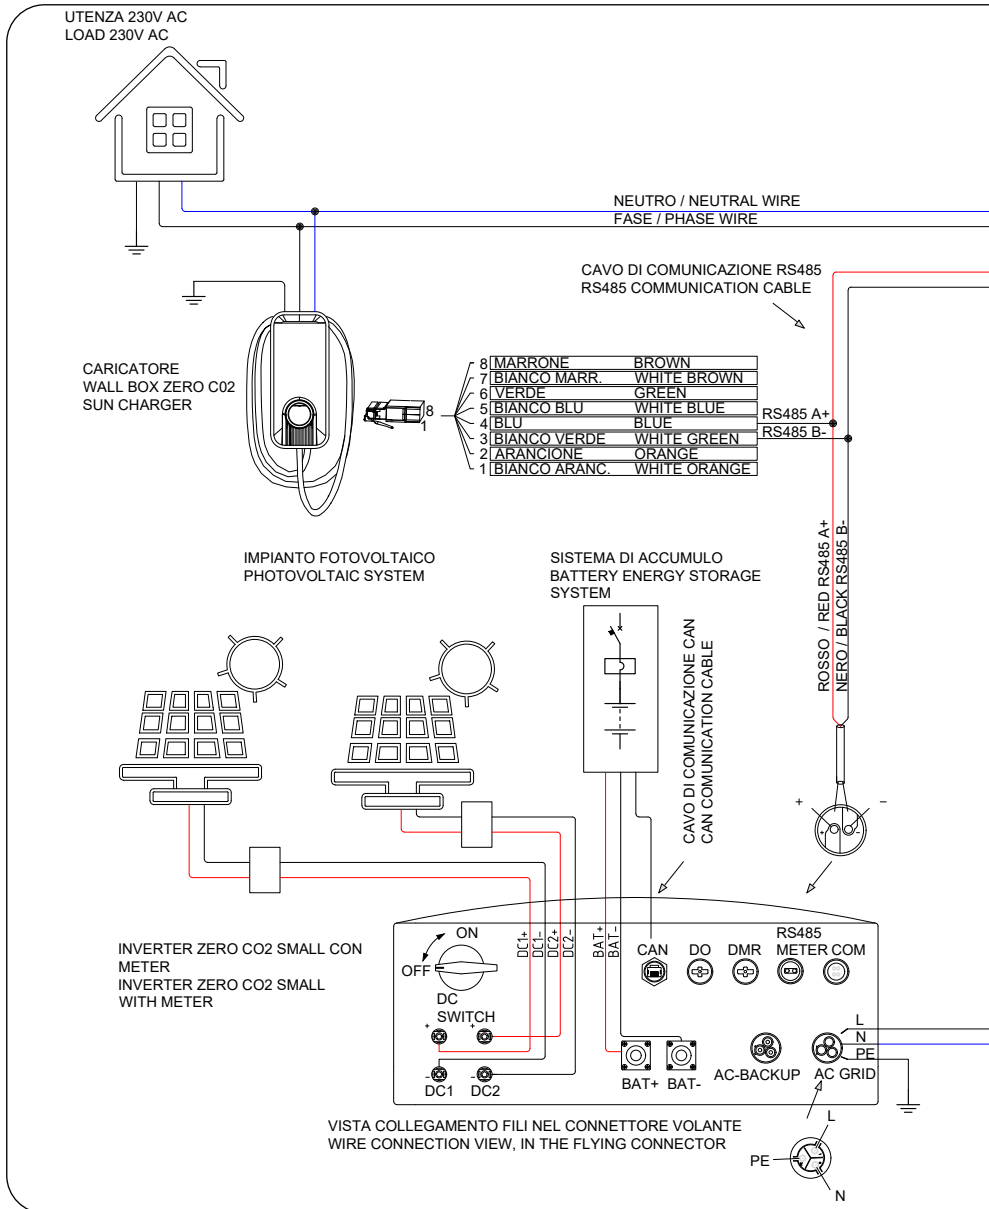 UTENZA 230V AC
LOAD 230V AC
NEUTRO / NEUTRAL WIRE
FASE / PHASE WIRE
CAVO DI COMUNICAZIONE RS485
RS485 COMMUNICATION CABLE
CARICATORE
WALL BOX ZERO C02
SUN CHARGER
8
1
8 MARRONE BROWN
7 BIANCO MARR. WHITE BROWN
6 VERDE GREEN
5 BIANCO BLU WHITE BLUE
4 BLU BLUE
3 BIANCO VERDE WHITE GREEN
2 ARANCIONE ORANGE
1 BIANCO ARANC. WHITE ORANGE
RS485 A+
RS485 B-
ROSSO / RED RS485 A+
NERO / BLACK RS485 B-
IMPIANTO FOTOVOLTAICO
PHOTOVOLTAIC SYSTEM
SISTEMA DI ACCUMULO
BATTERY ENERGY STORAGE
SYSTEM
CAVO DI COMUNICAZIONE CAN
CAN COMUNICATION CABLE
+ −
+ −
INVERTER ZERO CO2 SMALL CON
METER
INVERTER ZERO CO2 SMALL
WITH METER
ON
OFF
DC
SWITCH
DC1+
DC1−
DC2+
DC2−
BAT+
BAT−
CAN
DO
DMR
RS485
METER COM
+ +
− −
DC1
DC2
BAT+
BAT-
AC-BACKUP
AC GRID
L
N
PE
VISTA COLLEGAMENTO FILI NEL CONNETTORE VOLANTE
WIRE CONNECTION VIEW, IN THE FLYING CONNECTOR
L
PE
N